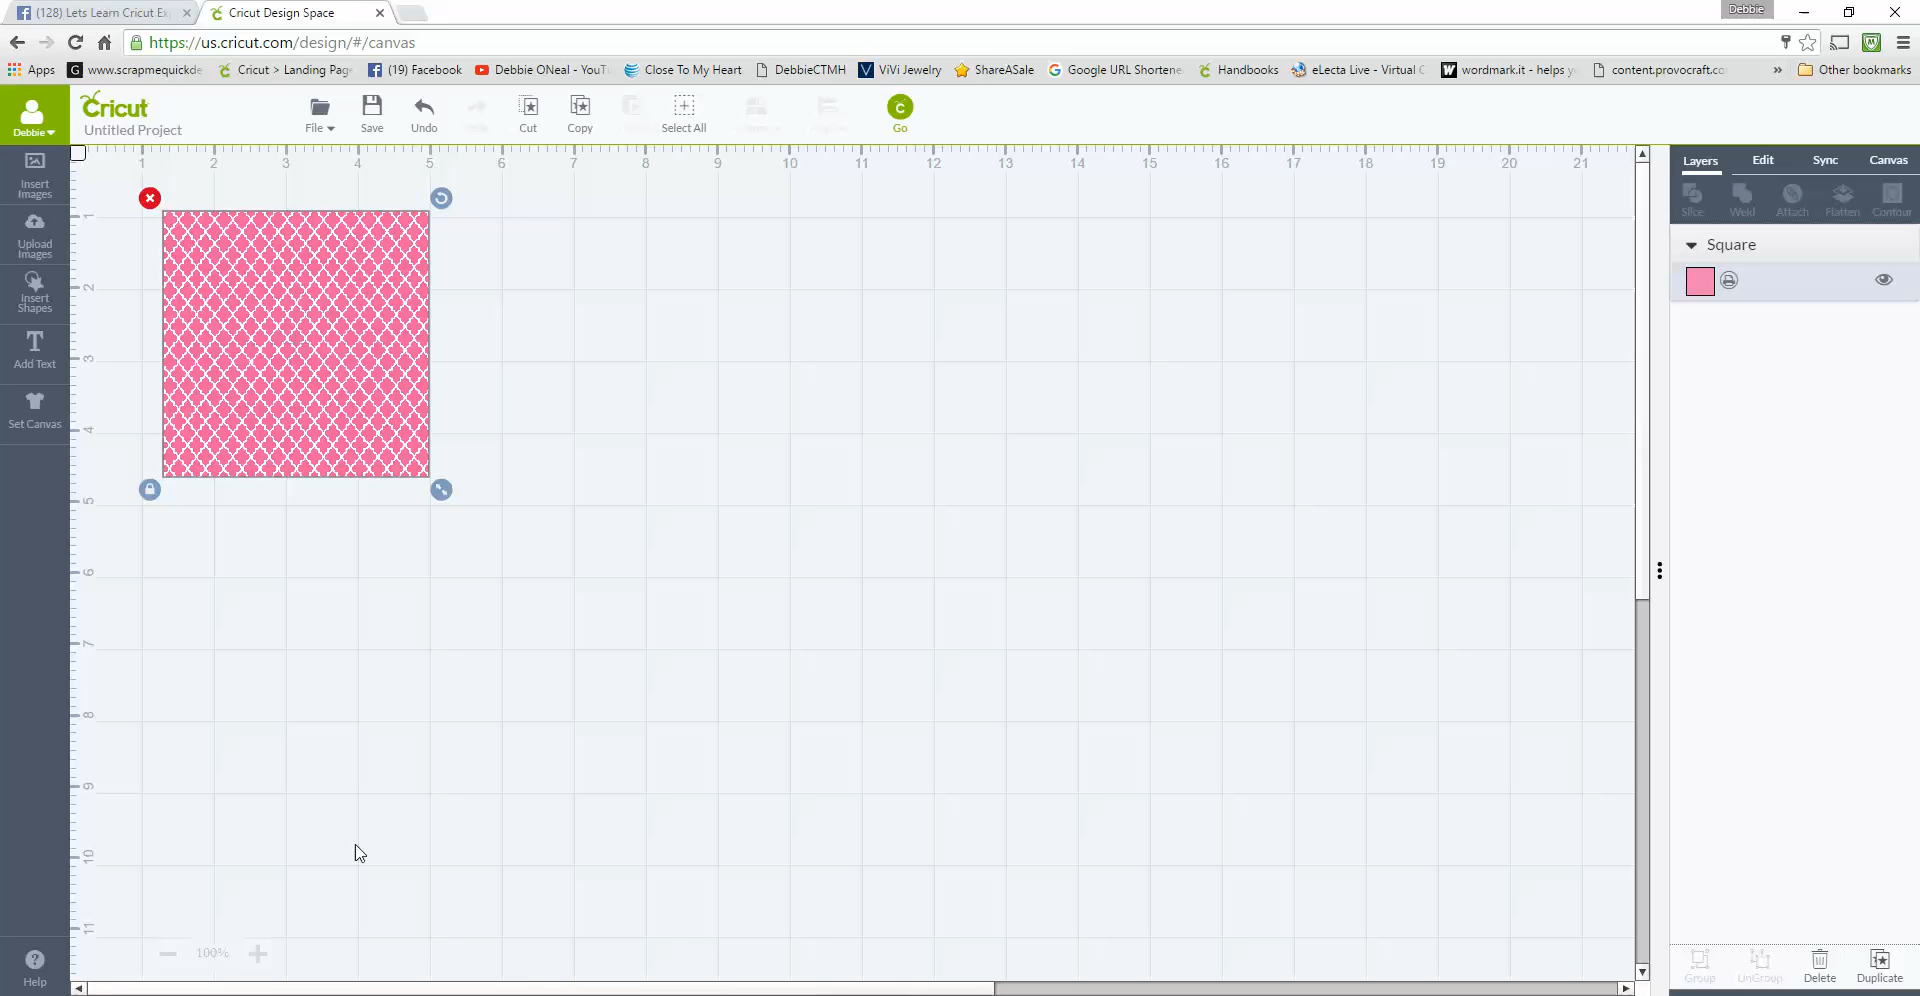 (128) Lets Learn Cricut Ex
Cricut Design Space
Debbie
https://us.cricut.com/design/#/canvas
Apps
www.scrapmequickde
Cricut > Landing Pag
(19) Facebook
Debbie ONeal - YouT
Close To My Heart
DebbieCTMH
ViVi Jewelry
ShareASale
Google URL Shortene
Handbooks
eLecta Live - Virtual C
wordmark.it - helps y
content.provocraft.co
»
Other bookmarks
Debbie
Cricut
Untitled Project
File
Save
Undo
Cut
Copy
Select All
Go
1 2 3 4 5 6 7 8 9 10 11 12 13 14 15 16 17 18 19 20 21
Layers Edit Sync Canvas
Slice Weld Attach Flatten Contour
Square
Insert
Images
Upload
Images
Insert
Shapes
Add Text
Set Canvas
1
2
3
4
5
6
7
8
9
10
11
100%
Help
Group UnGroup Delete Duplicate